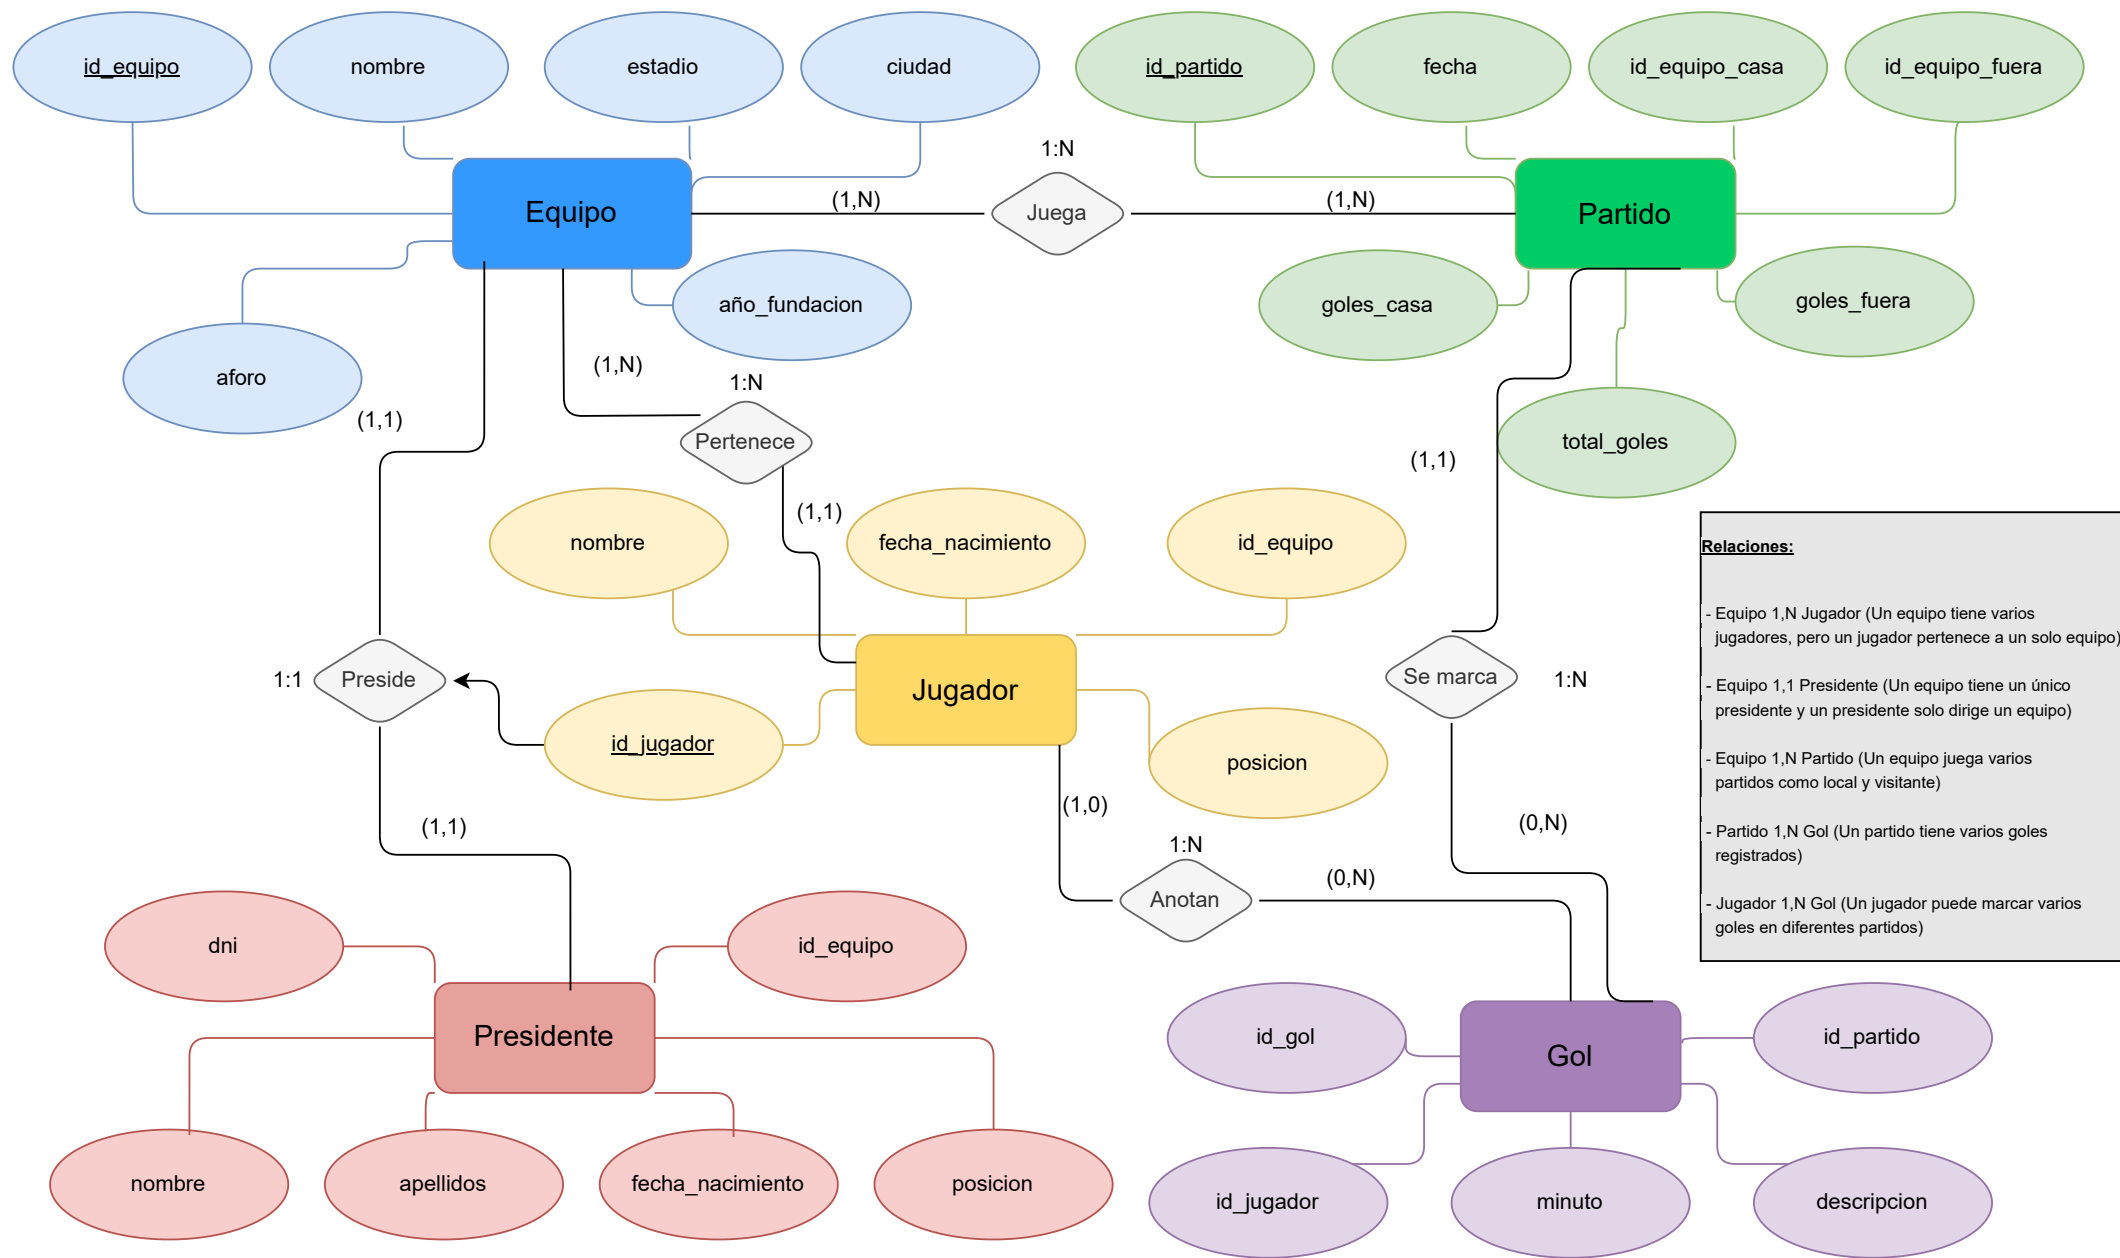 id_equipo
nombre
estadio
ciudad
id_partido
fecha
id_equipo_casa
id_equipo_fuera
1:N
Equipo
(1,N)
Juega
(1,N)
Partido
año_fundacion
goles_casa
goles_fuera
aforo
(1,N)
1:N
(1,1)
Pertenece
total_goles
(1,1)
(1,1)
nombre
fecha_nacimiento
id_equipo
Relaciones:
- Equipo 1,N Jugador (Un equipo tiene varios
jugadores, pero un jugador pertenece a un solo equipo)
- Equipo 1,1 Presidente (Un equipo tiene un único
presidente y un presidente solo dirige un equipo)
- Equipo 1,N Partido (Un equipo juega varios
partidos como local y visitante)
- Partido 1,N Gol (Un partido tiene varios goles
registrados)
- Jugador 1,N Gol (Un jugador puede marcar varios
goles en diferentes partidos)
1:1
Preside
Jugador
Se marca
1:N
id_jugador
posicion
(1,1)
(1,0)
(0,N)
1:N
Anotan
(0,N)
dni
id_equipo
Presidente
id_gol
Gol
id_partido
nombre
apellidos
fecha_nacimiento
posicion
id_jugador
minuto
descripcion